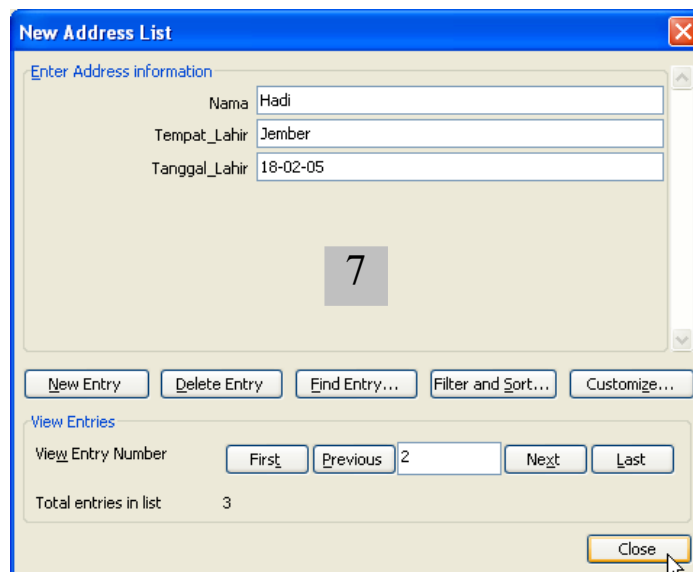 New Address List
Enter Address information
Nama Hadi
Tempat_Lahir Jember
Tanggal_Lahir 18-02-05
7
New Entry Delete Entry Find Entry... Filter and Sort... Customize...
View Entries
View Entry Number First Previous 2 Next Last
Total entries in list 3
Close